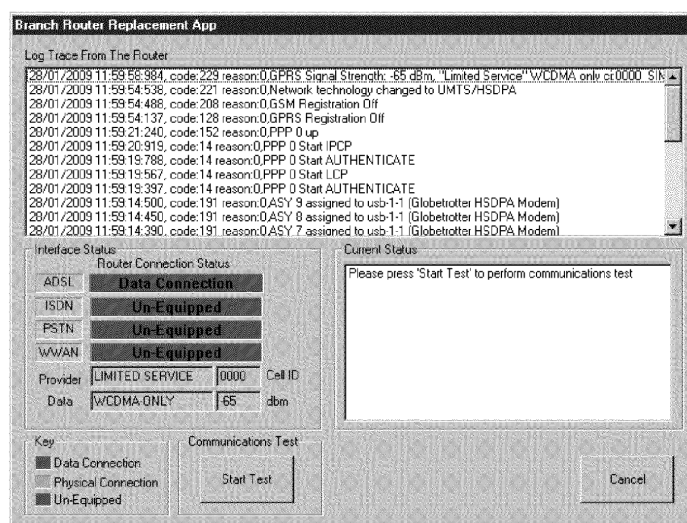 Branch Router Replacement App
Log Trace From The Router
28/01/2009 11:59:58:984, code:229 reason:0,GPRS Signal Strength: -65 dBm, "Limited Service" WCDMA only ci:0000 SIM
28/01/2009 11:59:54:538, code:221 reason:0,Network technology changed to UMTS/HSDPA
28/01/2009 11:59:54:488, code:208 reason:0,GSM Registration Off
28/01/2009 11:59:54:137, code:128 reason:0,GPRS Registration Off
28/01/2009 11:59:21:240, code:152 reason:0,PPP 0 up
28/01/2009 11:59:20:919, code:14 reason:0,PPP 0 Start IPCP
28/01/2009 11:59:19:788, code:14 reason:0,PPP 0 Start AUTHENTICATE
28/01/2009 11:59:19:567, code:14 reason:0,PPP 0 Start LCP
28/01/2009 11:59:19:397, code:14 reason:0,PPP 0 Start AUTHENTICATE
28/01/2009 11:59:14:500, code:191 reason:0,ASY 9 assigned to usb-1-1 (Globetrotter HSDPA Modem)
28/01/2009 11:59:14:450, code:191 reason:0,ASY 8 assigned to usb-1-1 (Globetrotter HSDPA Modem)
28/01/2009 11:59:14:390, code:191 reason:0,ASY 7 assigned to usb-1-1 (Globetrotter HSDPA Modem)
Interface Status
Router Connection Status
ADSL Data Connection
ISDN Un-Equipped
PSTN Un-Equipped
WWAN Un-Equipped
Provider LIMITED SERVICE 0000 Cell ID
Data WCDMA-ONLY -65 dbm
Current Status
Please press 'Start Test' to perform communications test
Key
Data Connection
Physical Connection
Un-Equipped
Communications Test
Start Test
Cancel